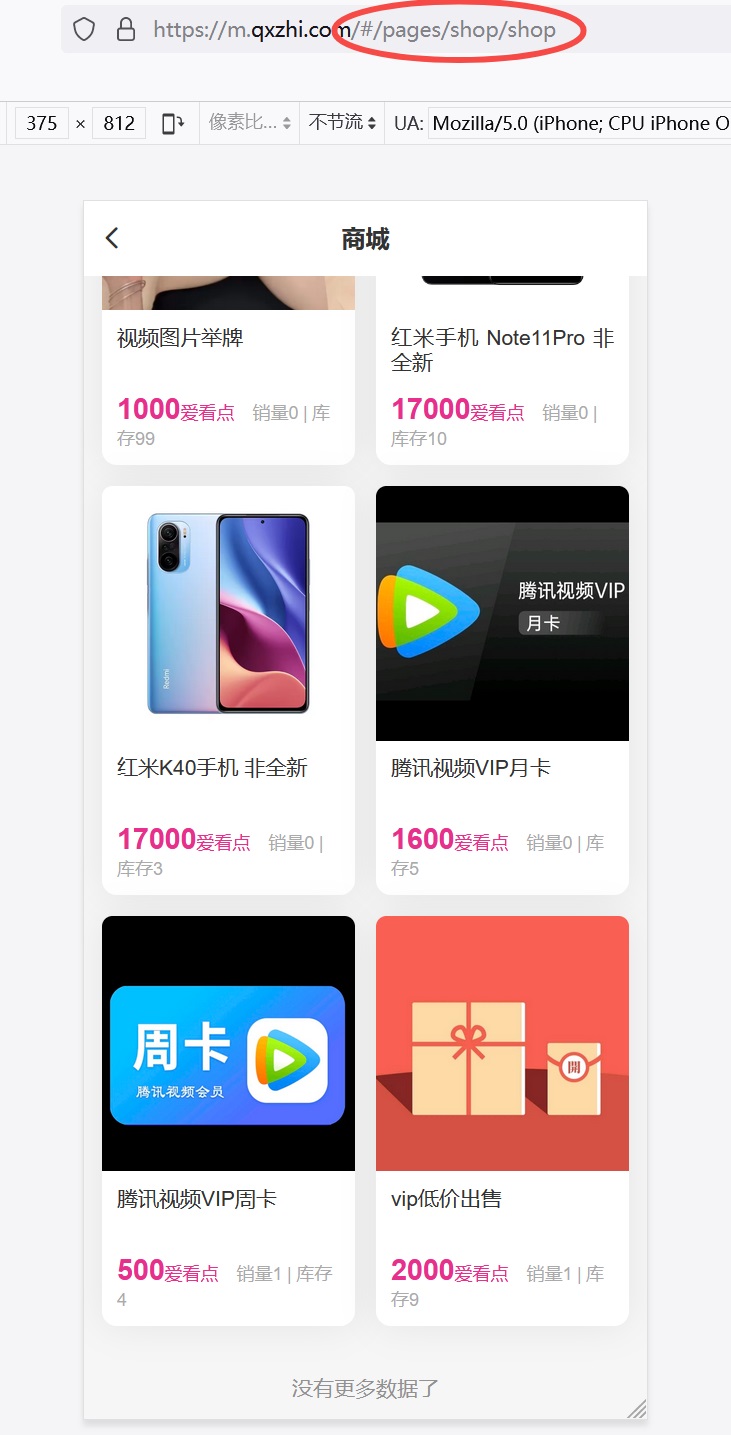 https://m.qxzhi.com/#/pages/shop/shop
375 × 812 像素比... 不节流 UA: Mozilla/5.0 (iPhone; CPU iPhone O
商城
视频图片举牌
1000爱看点 销量0 | 库
存99
红米手机 Note11Pro 非
全新
17000爱看点 销量0 |
库存10
Redmi
红米K40手机 非全新
17000爱看点 销量0 |
库存3
腾讯视频VIP
月卡
腾讯视频VIP月卡
1600爱看点 销量0 | 库
存5
周卡
腾讯视频会员
腾讯视频VIP周卡
500爱看点 销量1 | 库存
4
開
vip低价出售
2000爱看点 销量1 | 库
存9
没有更多数据了